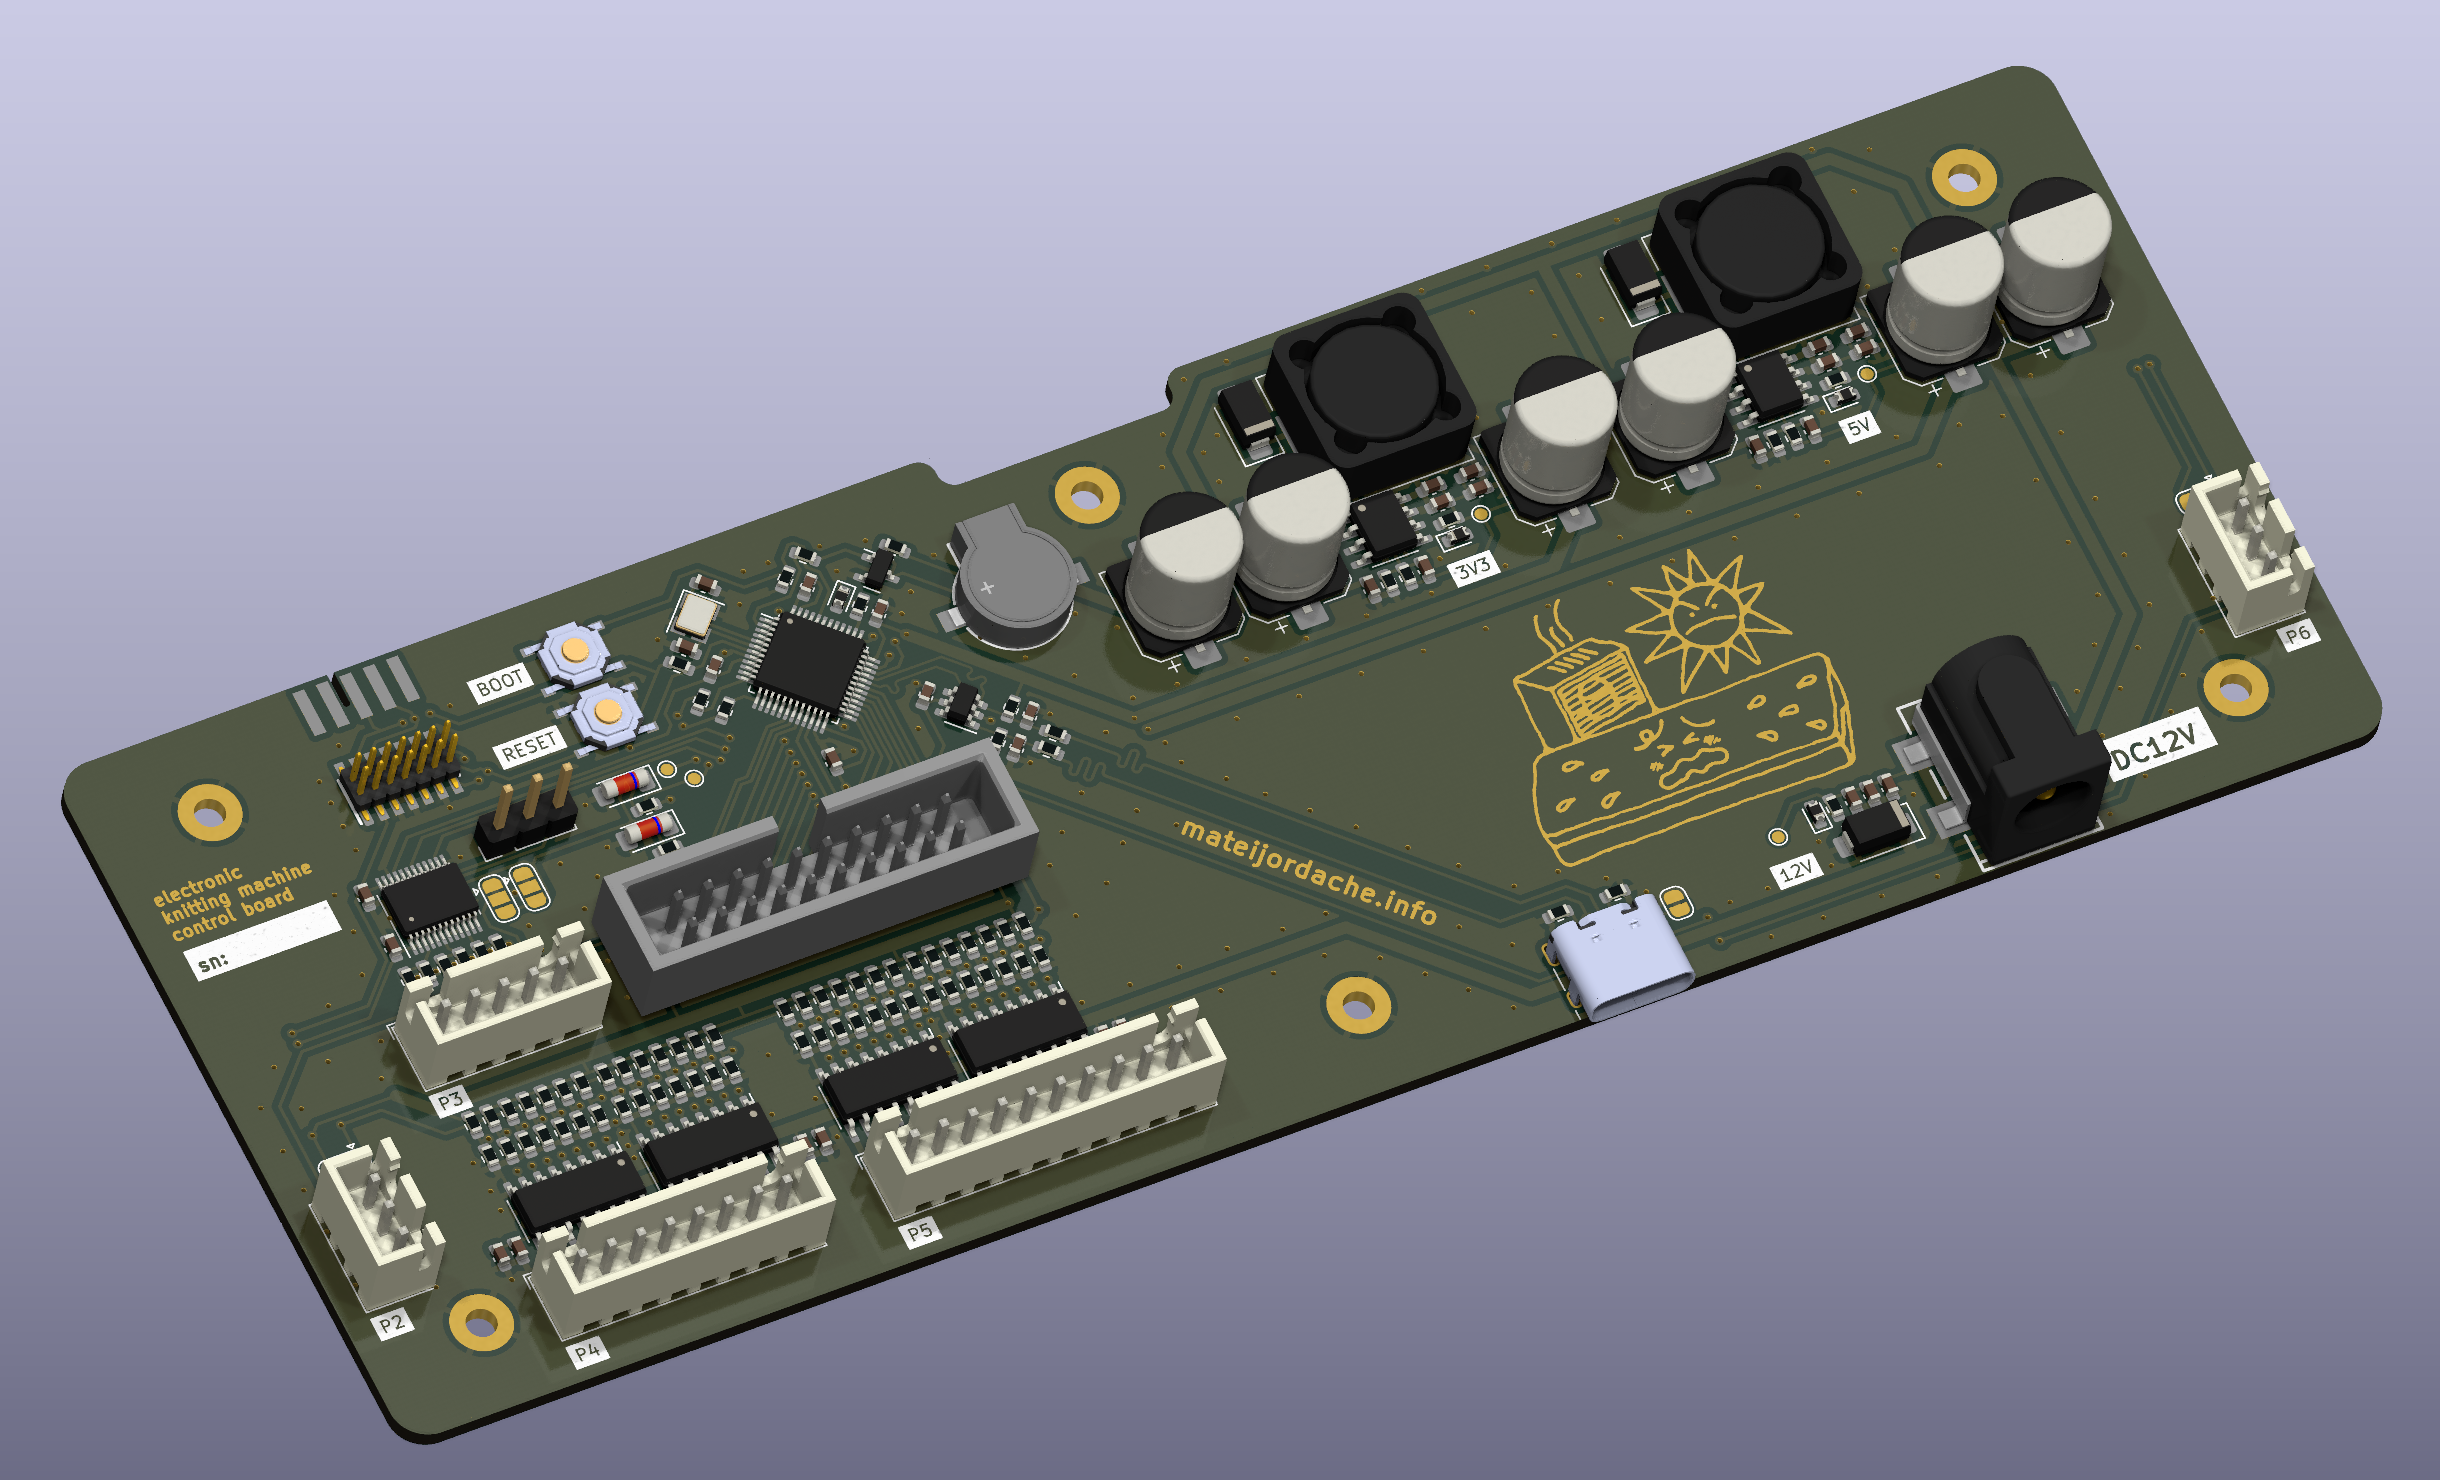 5V
3V3
P6
BOOT
RESET
DC12V
mateijordache.info
12V
electronic
knitting machine
control board
sn:
P3
P5
P2
P4